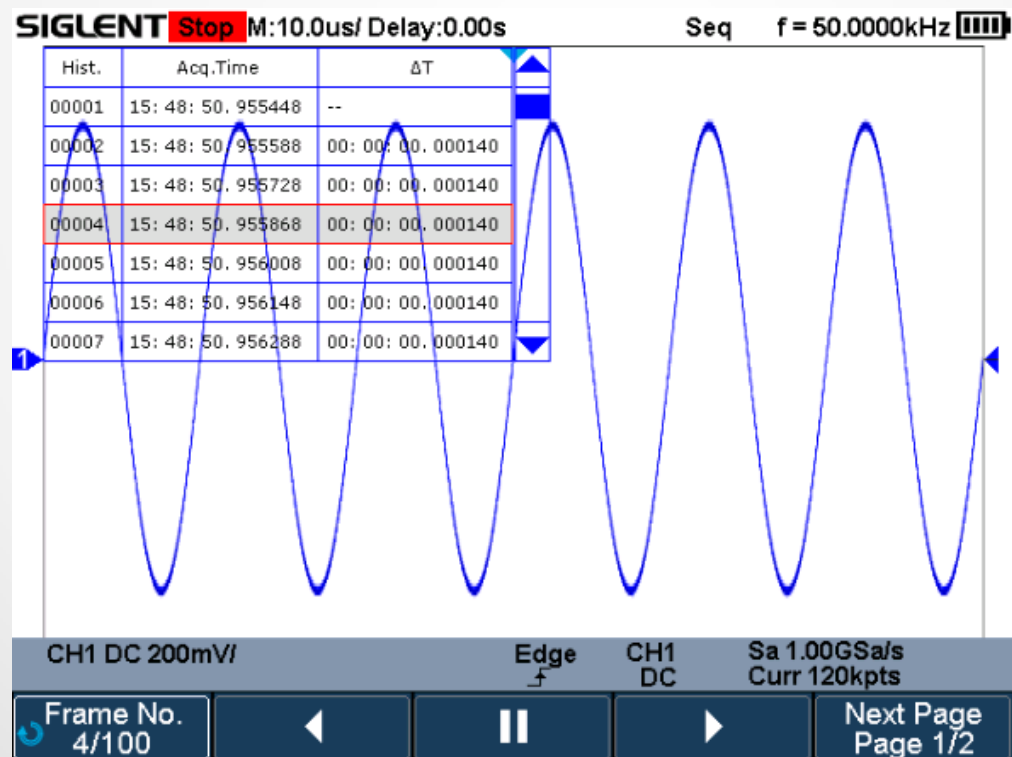 SIGLENT Stop M:10.0us/ Delay:0.00s Seq f = 50.0000kHz
Hist. Acq.Time ΔT
00001 15: 48: 50. 955448 --
00002 15: 48: 50. 955588 00: 00: 00. 000140
00003 15: 48: 50. 955728 00: 00: 00. 000140
00004 15: 48: 50. 955868 00: 00: 00. 000140
00005 15: 48: 50. 956008 00: 00: 00. 000140
00006 15: 48: 50. 956148 00: 00: 00. 000140
00007 15: 48: 50. 956288 00: 00: 00. 000140
1
CH1 DC 200mV/ Edge CH1 Sa 1.00GSa/s
DC Curr 120kpts
Frame No. Next Page
4/100 Page 1/2